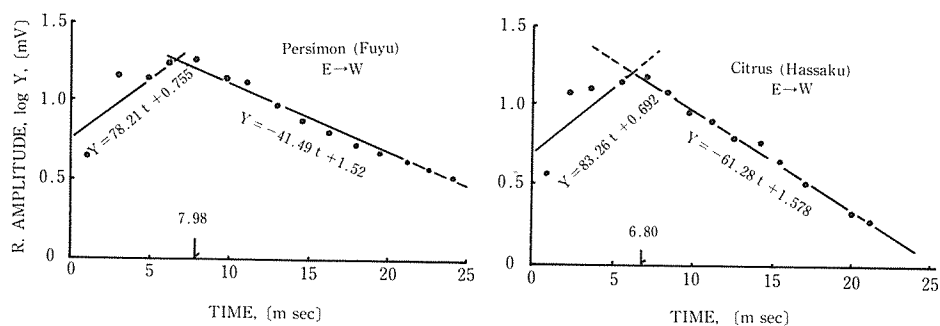 R. AMPLITUDE, log Y, (mV)
1.5
1.0
0.5
0
Persimon (Fuyu)
E→W
Y=78.21 t+0.755
Y=-41.49 t+1.52
7.98
0 5 10 15 20 25
TIME, (m sec)
1.5
1.0
0.5
0
Citrus (Hassaku)
E→W
Y=83.26 t+0.692
Y=-61.28 t+1.578
6.80
0 5 10 15 20 25
TIME, (m sec)